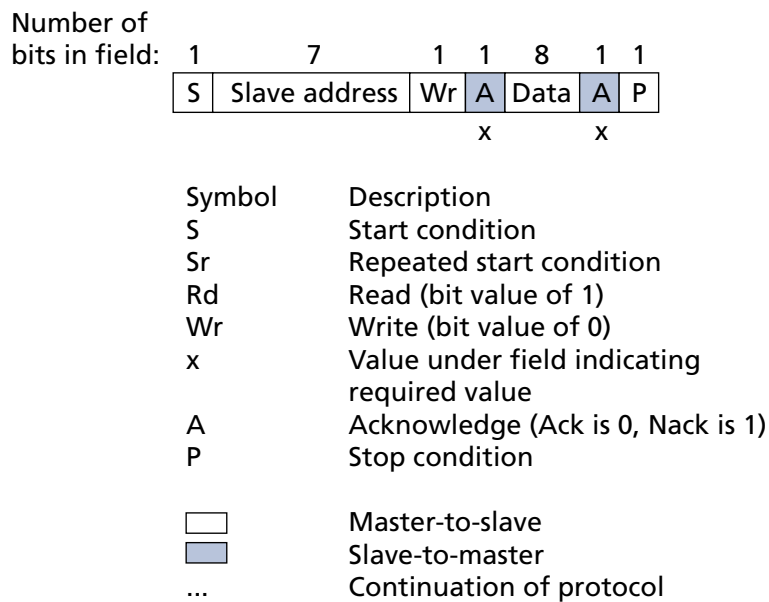 Number of
bits in field: 1 7 1 1 8 1 1
S Slave address Wr A Data A P
x x
Symbol Description
S Start condition
Sr Repeated start condition
Rd Read (bit value of 1)
Wr Write (bit value of 0)
x Value under field indicating
required value
A Acknowledge (Ack is 0, Nack is 1)
P Stop condition
Master-to-slave
Slave-to-master
... Continuation of protocol